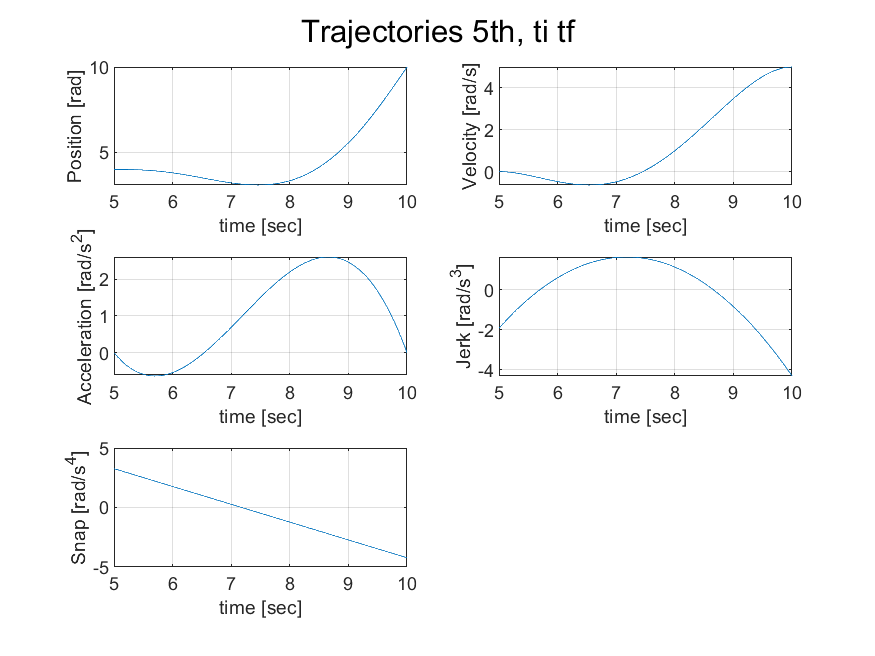 Trajectories 5th, ti tf
Position [rad]
10
5
5 6 7 8 9 10
time [sec]
Velocity [rad/s]
4
2
0
5 6 7 8 9 10
time [sec]
Acceleration [rad/s²]
2
1
0
5 6 7 8 9 10
time [sec]
Jerk [rad/s³]
0
-2
-4
5 6 7 8 9 10
time [sec]
Snap [rad/s⁴]
5
0
-5
5 6 7 8 9 10
time [sec]